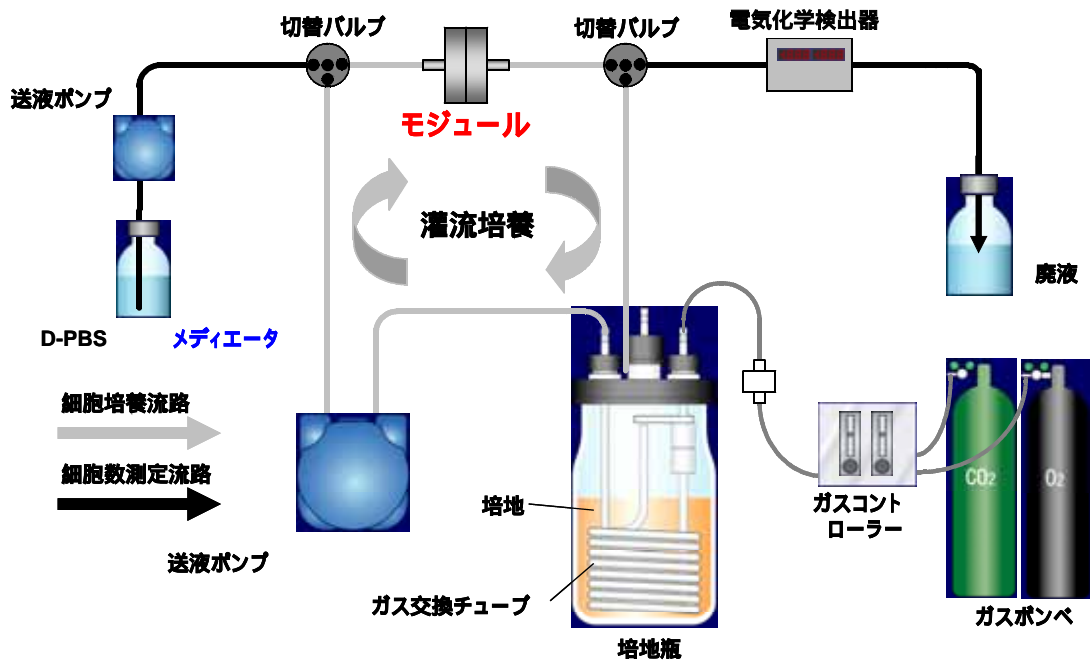 切替バルブ
切替バルブ
電気化学検出器
送液ポンプ
モジュール
灌流培養
廃液
D-PBS
メディエータ
細胞培養流路
細胞数測定流路
送液ポンプ
培地
ガス交換チューブ
培地瓶
ガスコント
ローラー
CO₂
O₂
ガスボンベ